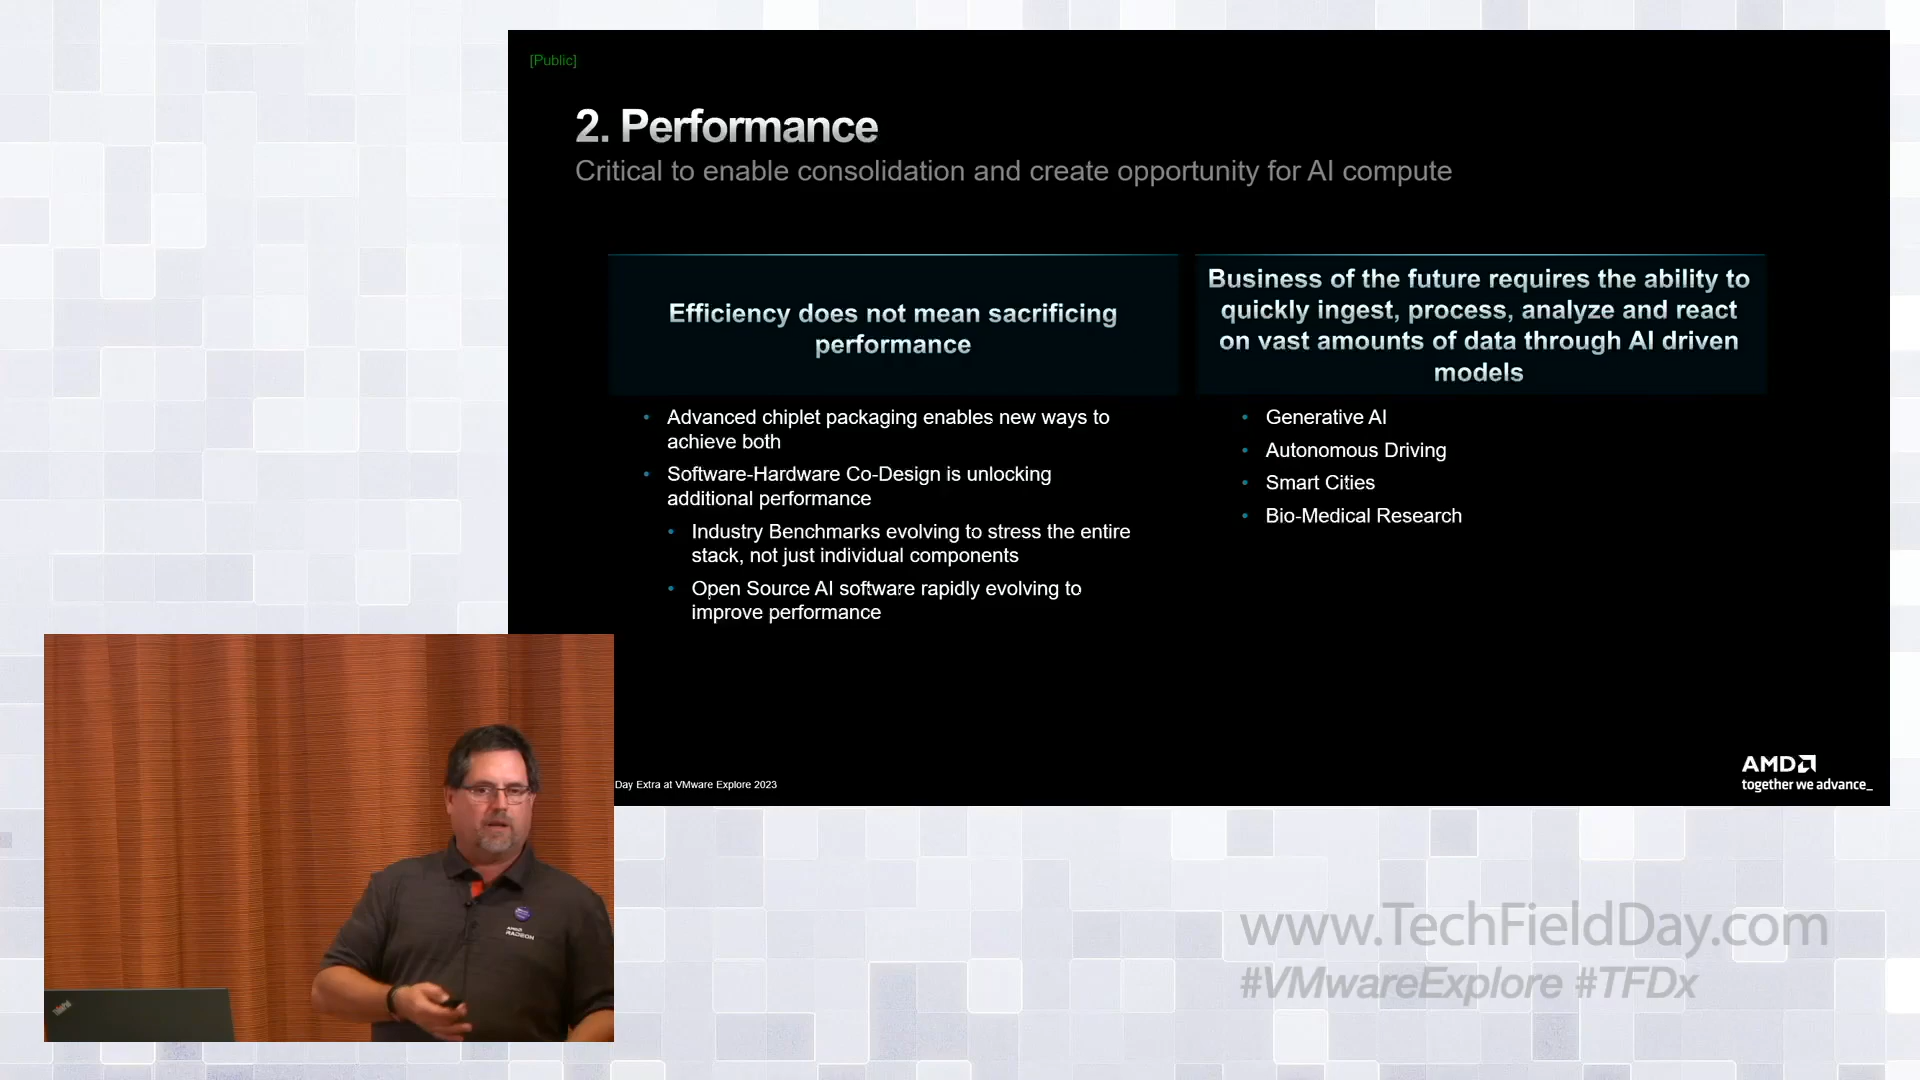 [Public]
2. Performance
Critical to enable consolidation and create opportunity for AI compute
Efficiency does not mean sacrificing
performance
• Advanced chiplet packaging enables new ways to
achieve both
• Software-Hardware Co-Design is unlocking
additional performance
• Industry Benchmarks evolving to stress the entire
stack, not just individual components
• Open Source AI software rapidly evolving to
improve performance
Business of the future requires the ability to
quickly ingest, process, analyze and react
on vast amounts of data through AI driven
models
• Generative AI
• Autonomous Driving
• Smart Cities
• Bio-Medical Research
Day Extra at VMware Explore 2023
AMD
together we advance_
AMD
RADEON
ThinkPad
www.TechFieldDay.com
#VMwareExplore #TFDx